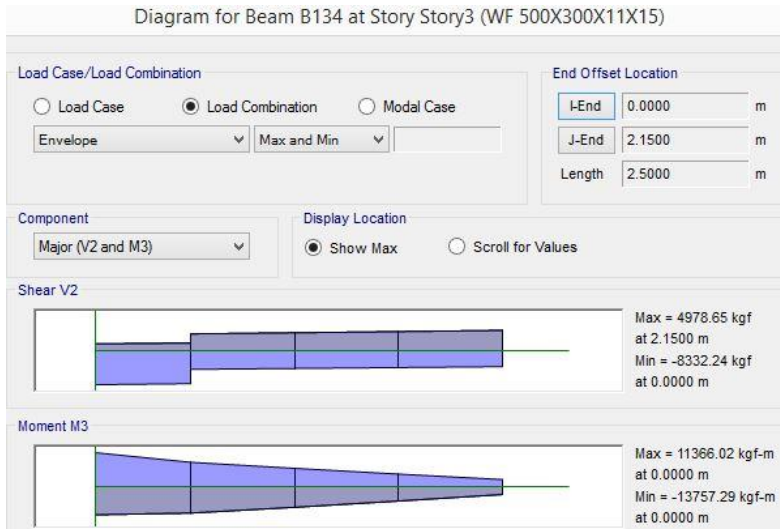 Diagram for Beam B134 at Story Story3 (WF 500X300X11X15)
Load Case/Load Combination
Load Case Load Combination Modal Case
Envelope Max and Min
End Offset Location
I-End 0.0000 m
J-End 2.1500 m
Length 2.5000 m
Component
Major (V2 and M3)
Display Location
Show Max Scroll for Values
Shear V2
Max = 4978.65 kgf
at 2.1500 m
Min = -8332.24 kgf
at 0.0000 m
Moment M3
Max = 11366.02 kgf-m
at 0.0000 m
Min = -13757.29 kgf-m
at 0.0000 m